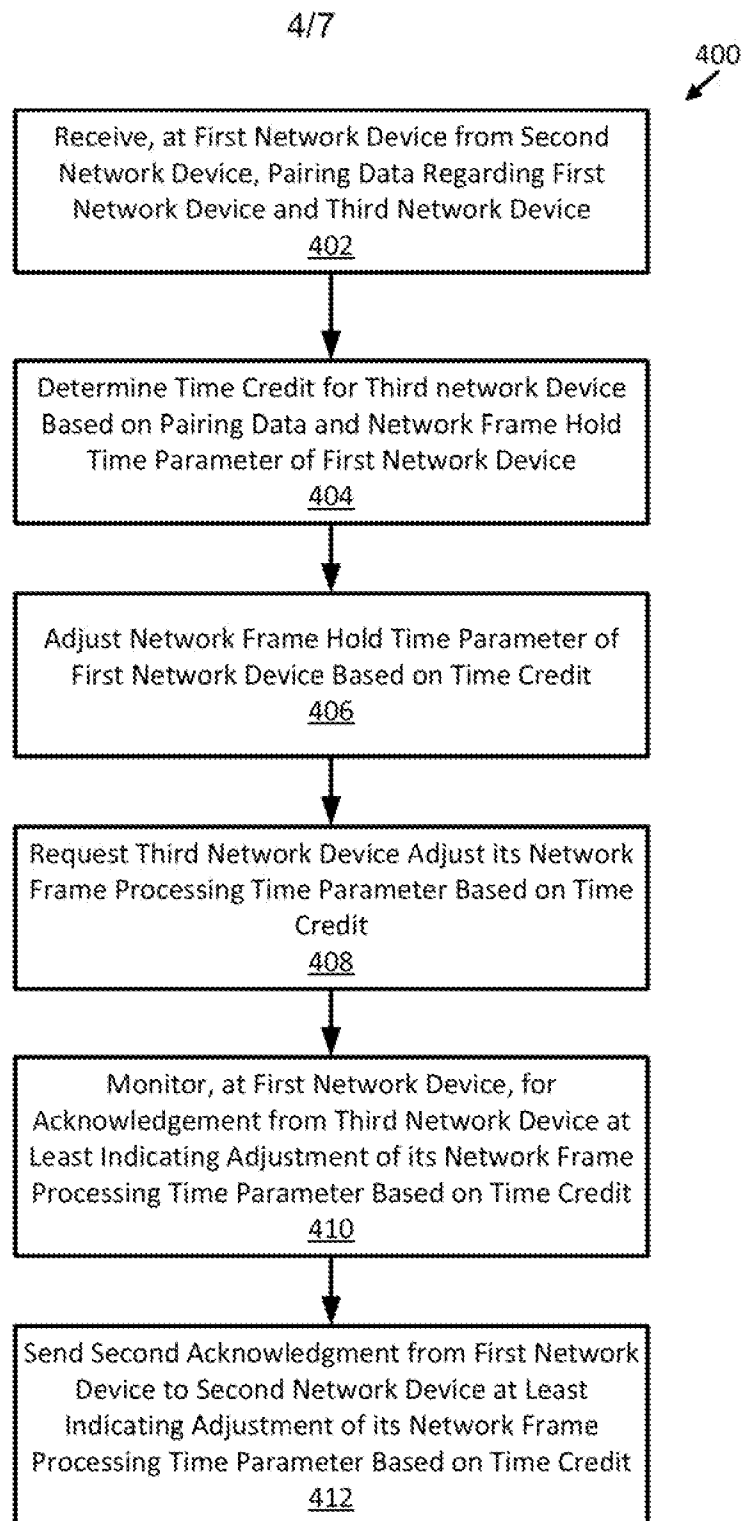 4/7
400
Receive, at First Network Device from Second
Network Device, Pairing Data Regarding First
Network Device and Third Network Device
402
Determine Time Credit for Third network Device
Based on Pairing Data and Network Frame Hold
Time Parameter of First Network Device
404
Adjust Network Frame Hold Time Parameter of
First Network Device Based on Time Credit
406
Request Third Network Device Adjust its Network
Frame Processing Time Parameter Based on Time
Credit
408
Monitor, at First Network Device, for
Acknowledgement from Third Network Device at
Least Indicating Adjustment of its Network Frame
Processing Time Parameter Based on Time Credit
410
Send Second Acknowledgment from First Network
Device to Second Network Device at Least
Indicating Adjustment of its Network Frame
Processing Time Parameter Based on Time Credit
412